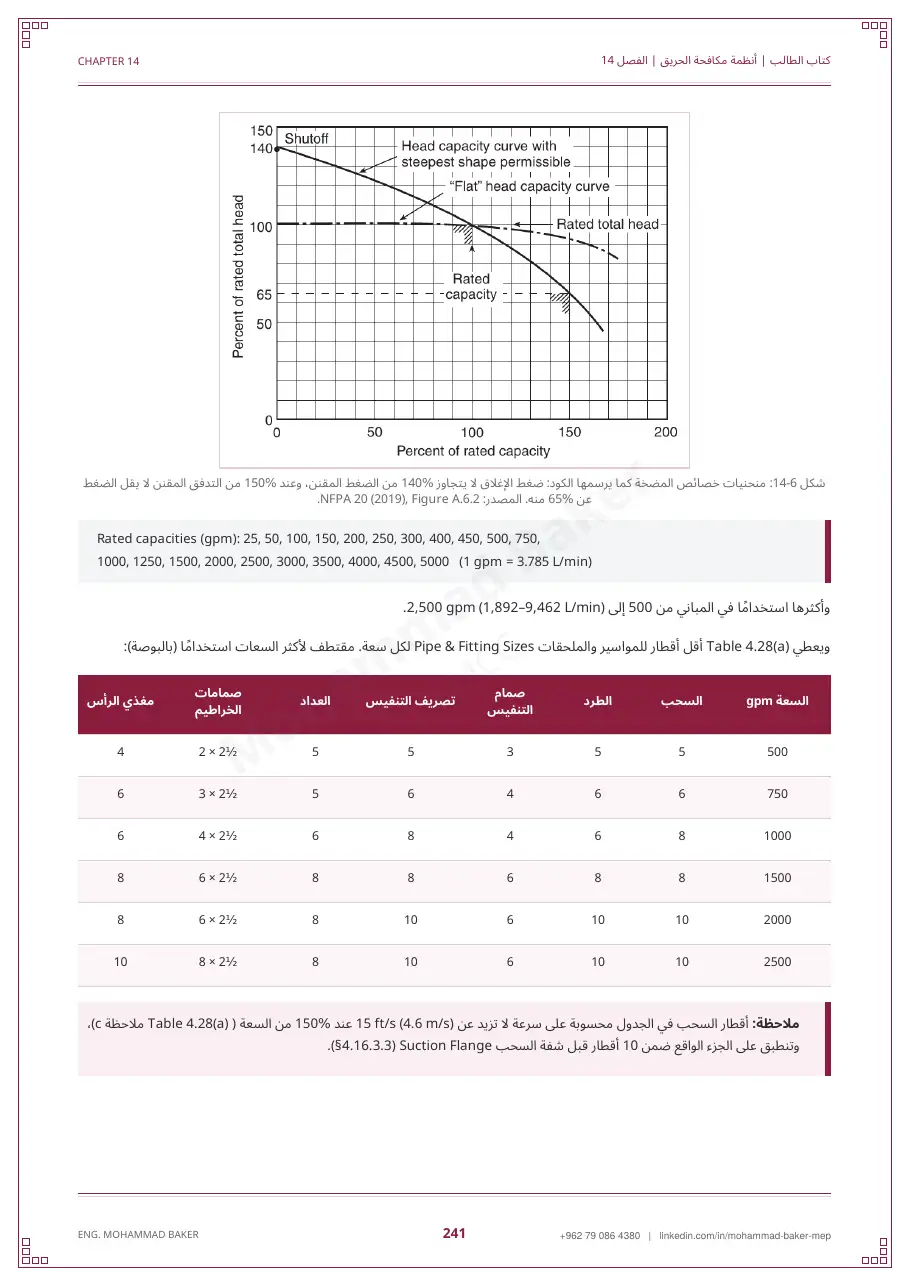 CHAPTER 14
كتاب الطالب | أنظمة مكافحة الحريق | الفصل 14
150
Shutoff
140
Head capacity curve with
steepest shape permissible
“Flat” head capacity curve
100
Rated total head
Rated
capacity
65
50
0
Percent of rated total head
0 50 100 150 200
Percent of rated capacity
شكل 14-6: منحنيات خصائص المضخة كما يرسمها الكود: ضغط الإغلاق لا يتجاوز 140% من الضغط المقنن، وعند 150% من التدفق المقنن لا يقل الضغط
عن 65% منه. المصدر: NFPA 20 (2019), Figure A.6.2.
Rated capacities (gpm): 25, 50, 100, 150, 200, 250, 300, 400, 450, 500, 750,
1000, 1250, 1500, 2000, 2500, 3000, 3500, 4000, 4500, 5000 (1 gpm = 3.785 L/min)
وأكثرها استخدامًا في المباني من 500 إلى 2,500 gpm (1,892–9,462 L/min).
ويعطي Table 4.28(a) أقل أقطار للمواسير والملحقات Pipe & Fitting Sizes لكل سعة. مقتطف لأكثر السعات استخدامًا (بالبوصة):
السعة gpm السحب الطرد صمام التنفيس تصريف التنفيس العداد صمامات الخراطيم مغذي الرأس
500 5 5 3 5 5 2 × 2½ 4
750 6 6 4 6 5 3 × 2½ 6
1000 8 6 4 8 6 4 × 2½ 6
1500 8 8 6 8 8 6 × 2½ 8
2000 10 10 6 10 8 6 × 2½ 8
2500 10 10 6 10 8 8 × 2½ 10
ملاحظة: أقطار السحب في الجدول محسوبة على سرعة لا تزيد عن 15 ft/s (4.6 m/s) عند 150% من السعة ( Table 4.28(a) ملاحظة c)،
وتنطبق على الجزء الواقع ضمن 10 أقطار قبل شفة السحب Suction Flange (§4.16.3.3).
ENG. MOHAMMAD BAKER
241
+962 79 086 4380 | linkedin.com/in/mohammad-baker-mep
Mohammad Baker